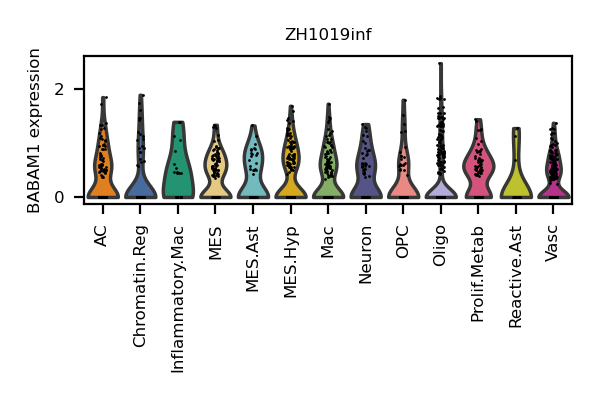 ZH1019inf
BABAM1 expression
2
0
AC
Chromatin.Reg
Inflammatory.Mac
MES
MES.Ast
MES.Hyp
Mac
Neuron
OPC
Oligo
Prolif.Metab
Reactive.Ast
Vasc